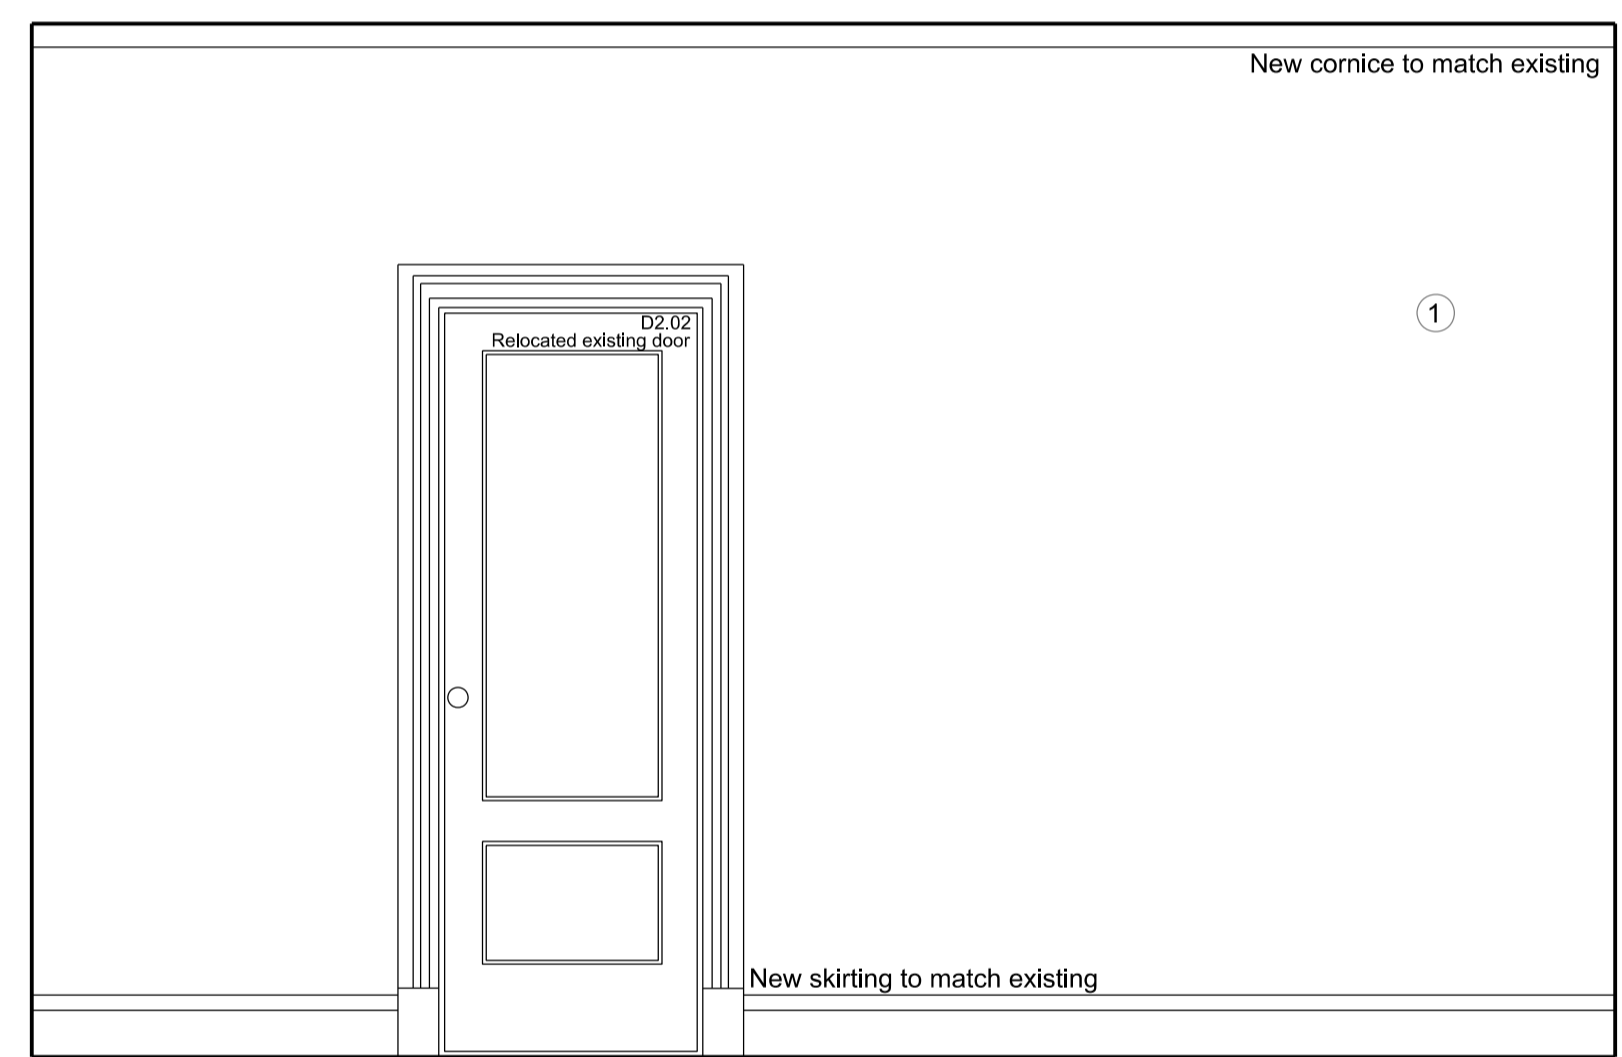 New cornice to match existing
1
D2.02
Relocated existing door
New skirting to match existing